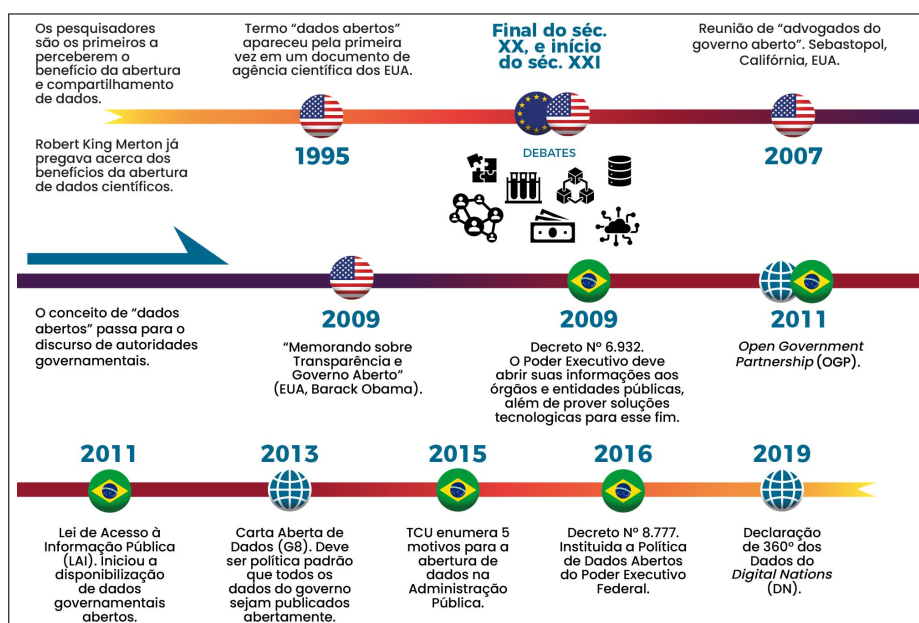 Os pesquisadores
são os primeiros a
perceberem o
benefício da abertura
e compartilhamento
de dados.
Termo “dados abertos”
apareceu pela primeira
vez em um documento de
agência científica dos EUA.
Final do séc.
XX, e início
do séc. XXI
Reunião de “advogados do
governo aberto”. Sebastopol,
Califórnia, EUA.
Robert King Merton já
pregava acerca dos
benefícios da abertura
de dados científicos.
1995
DEBATES
2007
O conceito de “dados
abertos” passa para o
discurso de autoridades
governamentais.
2009
“Memorando sobre
Transparência e
Governo Aberto”
(EUA, Barack Obama).
2009
Decreto Nº 6.932.
O Poder Executivo deve
abrir suas informações aos
órgãos e entidades públicas,
além de prover soluções
tecnologicas para esse fim.
2011
Open Government
Partnership (OGP).
2011
Lei de Acesso à
Informação Pública
(LAI). Iniciou a
disponibilização
de dados
governamentais
abertos.
2013
Carta Aberta de
Dados (G8). Deve
ser política padrão
que todos os
dados do governo
sejam publicados
abertamente.
2015
TCU enumera 5
motivos para a
abertura de
dados na
Administração
Pública.
2016
Decreto Nº 8.777.
Instituida a Política
de Dados Abertos
do Poder Executivo
Federal.
2019
Declaração
de 360º dos
Dados do
Digital Nations
(DN).